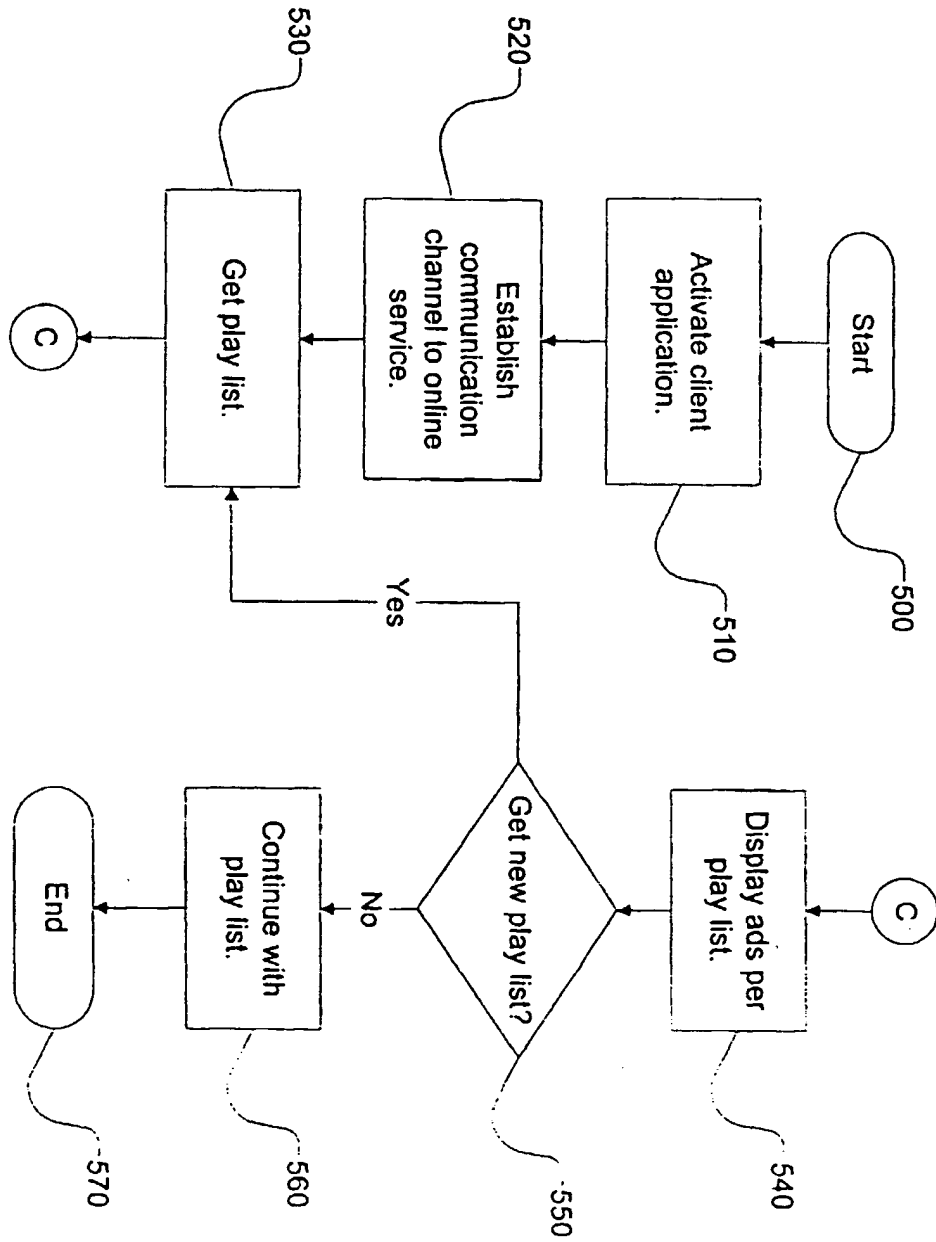 Start
500
Activate client
application.
510
Establish
communication
channel to online
service.
520
Get play list.
530
C
C
Display ads per
play list.
540
Get new play list?
550
Yes
No
Continue with
play list.
560
End
570